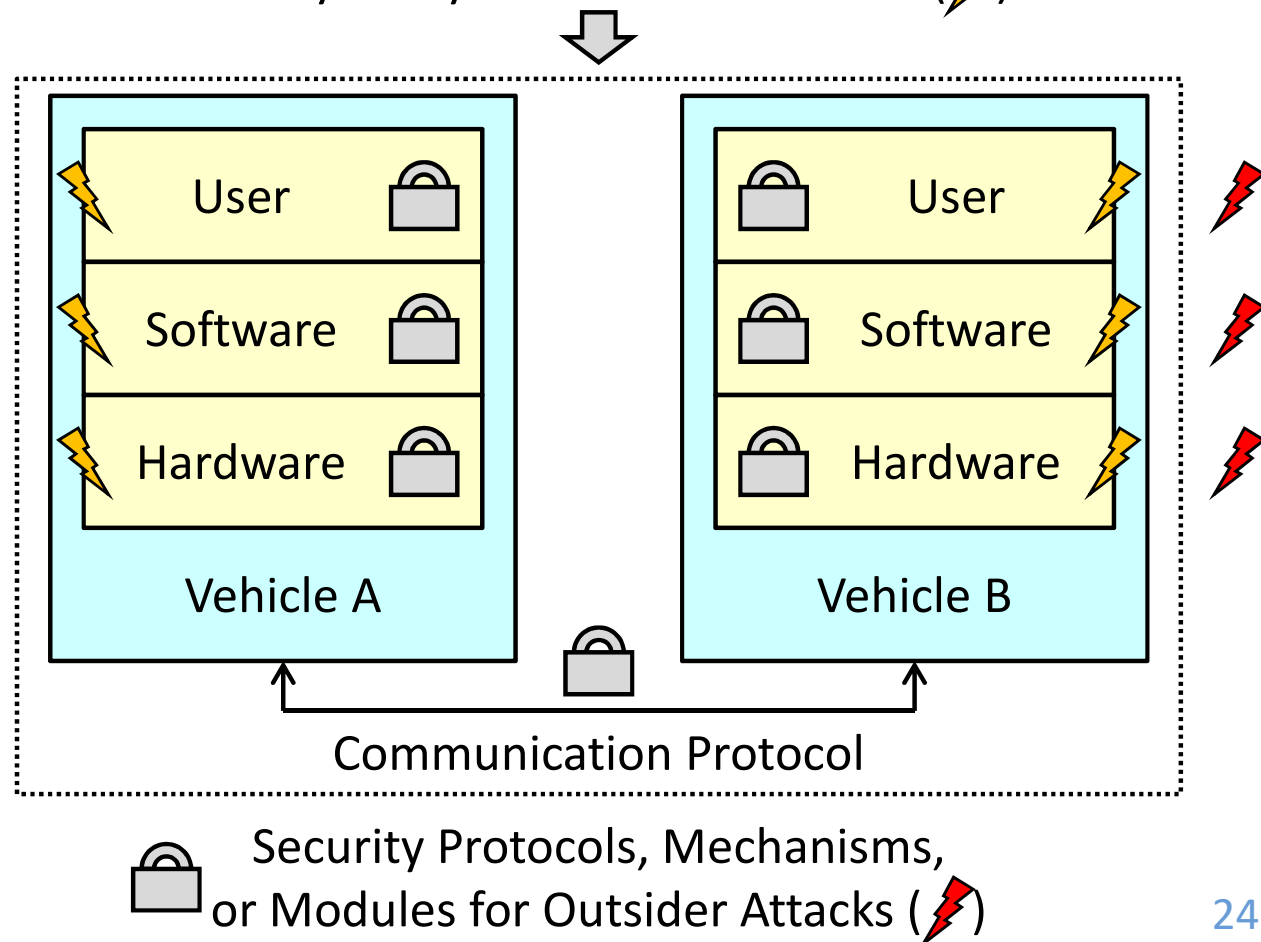 User
User
Software
Software
Hardware
Hardware
Vehicle A
Vehicle B
Communication Protocol
Security Protocols, Mechanisms,
or Modules for Outsider Attacks ( )
24